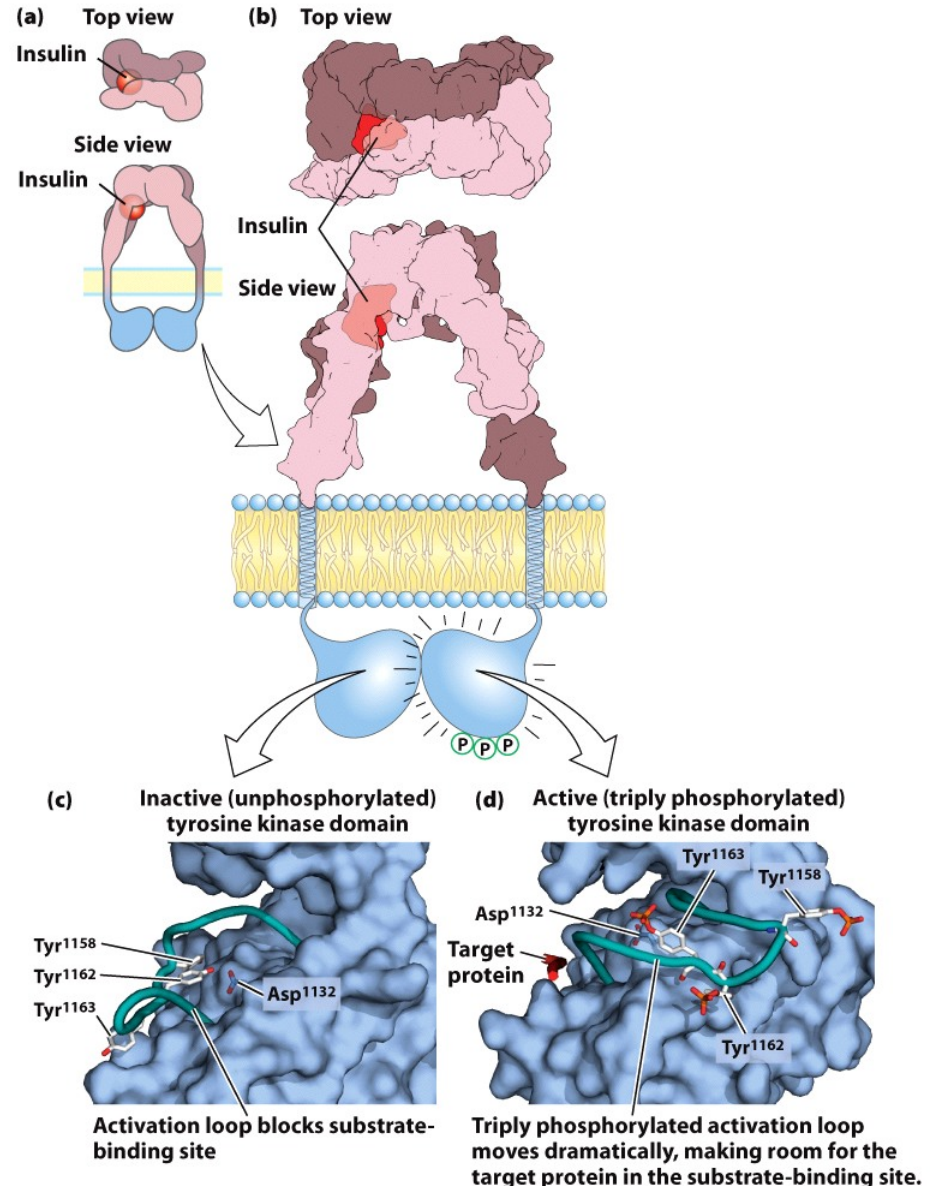 (a)
Top view
Insulin
Side view
Insulin
(b)
Top view
Insulin
Side view
P P P
(c)
Inactive (unphosphorylated)
tyrosine kinase domain
Tyr1158
Tyr1162
Tyr1163
Asp1132
Activation loop blocks substrate-
binding site
(d)
Active (triply phosphorylated)
tyrosine kinase domain
Tyr1163
Tyr1158
Asp1132
Target
protein
Tyr1162
Triply phosphorylated activation loop
moves dramatically, making room for the
target protein in the substrate-binding site.